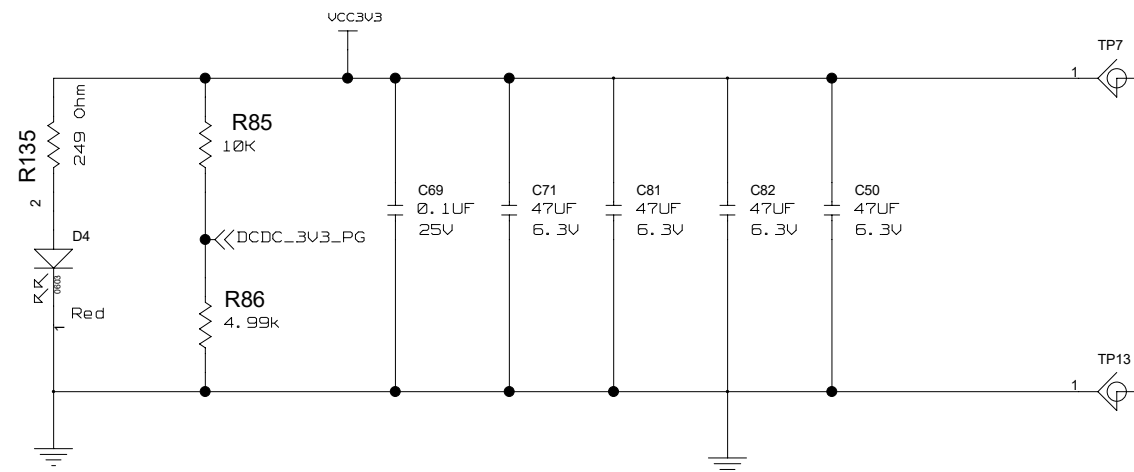 VCC3V3
TP7
1
R135
249 Ohm
R85
10K
2
C69
0.1UF
25V
C71
47UF
6.3V
C81
47UF
6.3V
C82
47UF
6.3V
C50
47UF
6.3V
D4
DCDC_3V3_PG
0603
Red
1
R86
4.99k
TP13
1